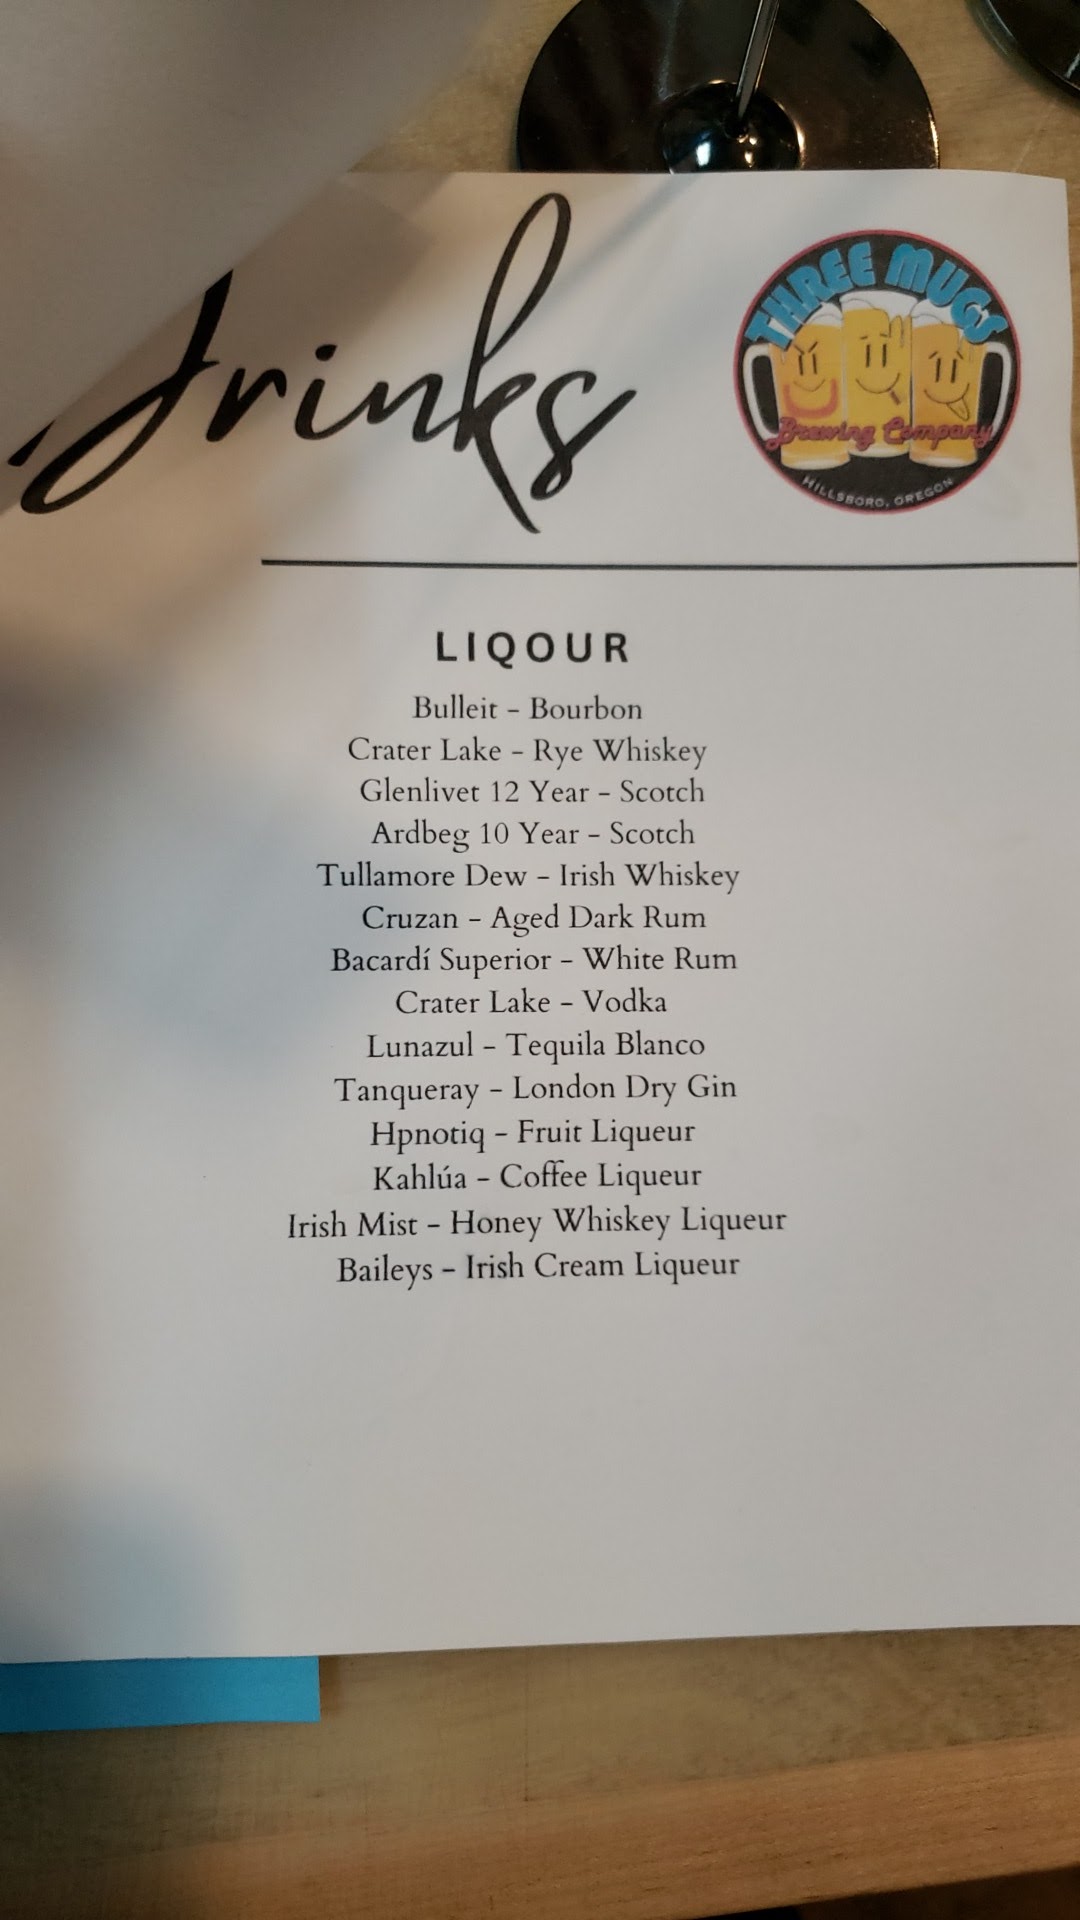 drinks
THREE MUGS
Brewing Company
HILLSBORO, OREGON
LIQOUR
Bulleit - Bourbon
Crater Lake - Rye Whiskey
Glenlivet 12 Year - Scotch
Ardbeg 10 Year - Scotch
Tullamore Dew - Irish Whiskey
Cruzan - Aged Dark Rum
Bacardí Superior - White Rum
Crater Lake - Vodka
Lunazul - Tequila Blanco
Tanqueray - London Dry Gin
Hpnotiq - Fruit Liqueur
Kahlúa - Coffee Liqueur
Irish Mist - Honey Whiskey Liqueur
Baileys - Irish Cream Liqueur